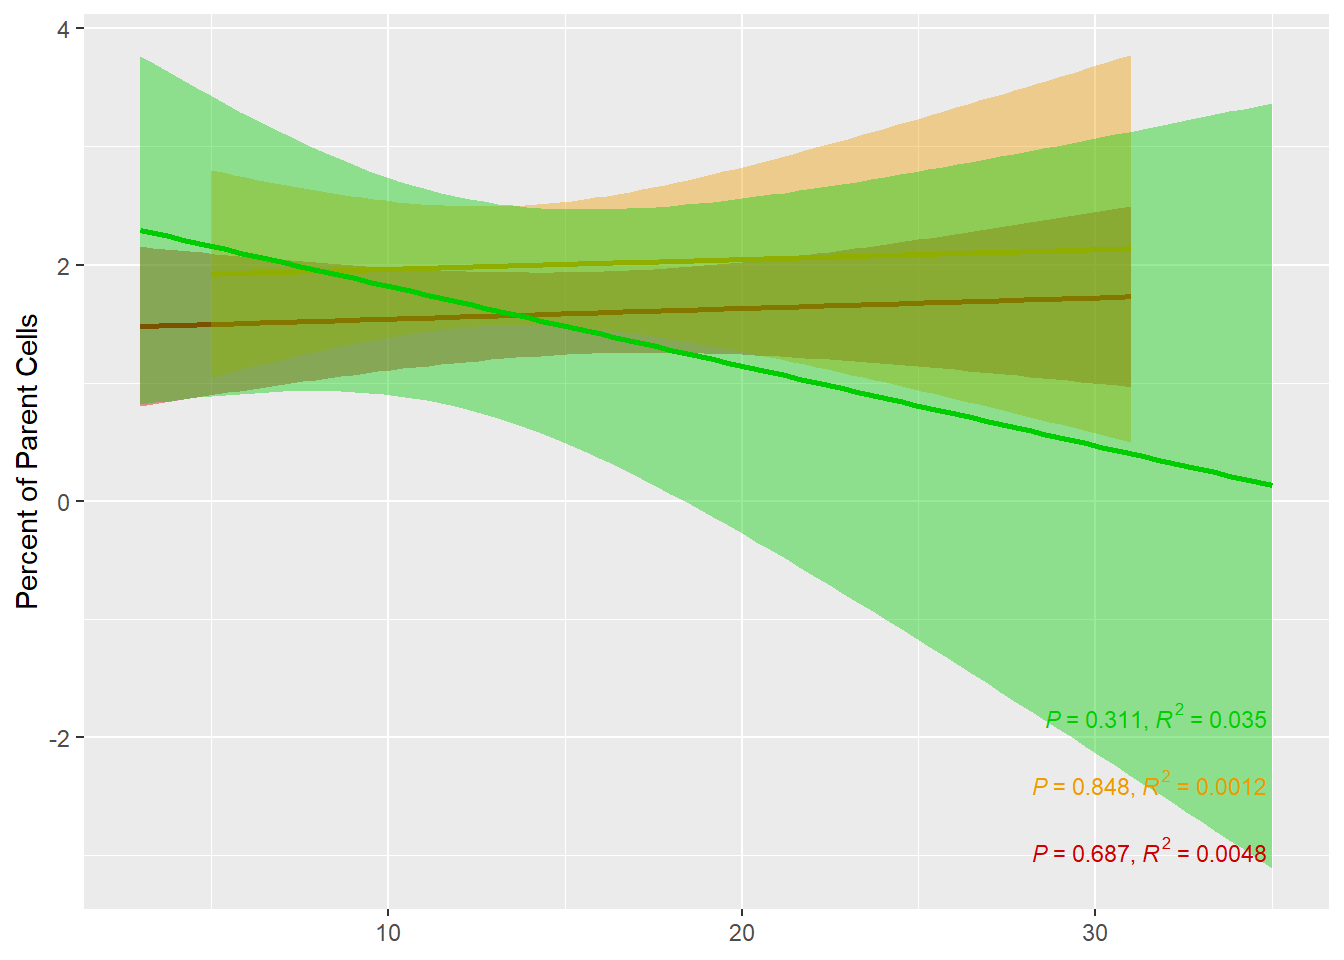 4
2
0
-2
Percent of Parent Cells
P = 0.311, R² = 0.035
P = 0.848, R² = 0.0012
P = 0.687, R² = 0.0048
10 20 30